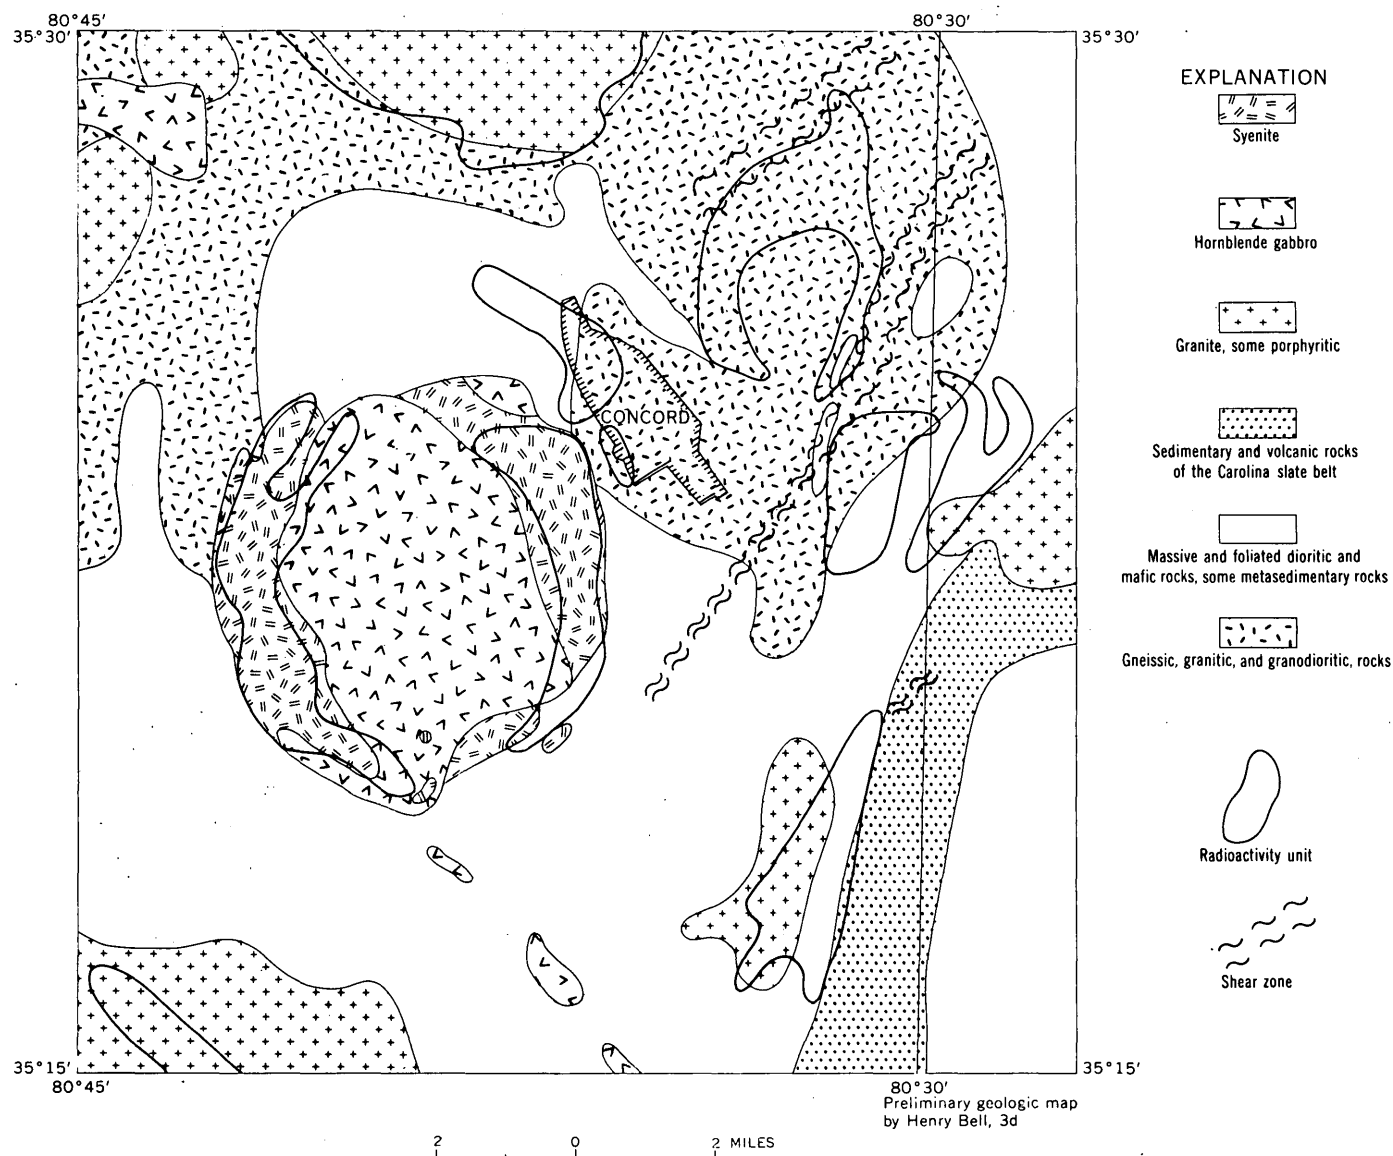 80°45′
80°30′
35°30′
35°30′
EXPLANATION
Syenite
Hornblende gabbro
Granite, some porphyritic
CONCORD
Sedimentary and volcanic rocks
of the Carolina slate belt
Massive and foliated dioritic and
mafic rocks, some metasedimentary rocks
Gneissic, granitic, and granodioritic, rocks
Radioactivity unit
Shear zone
35°15′
35°15′
80°45′
80°30′
Preliminary geologic map
by Henry Bell, 3d
2 0 2 MILES